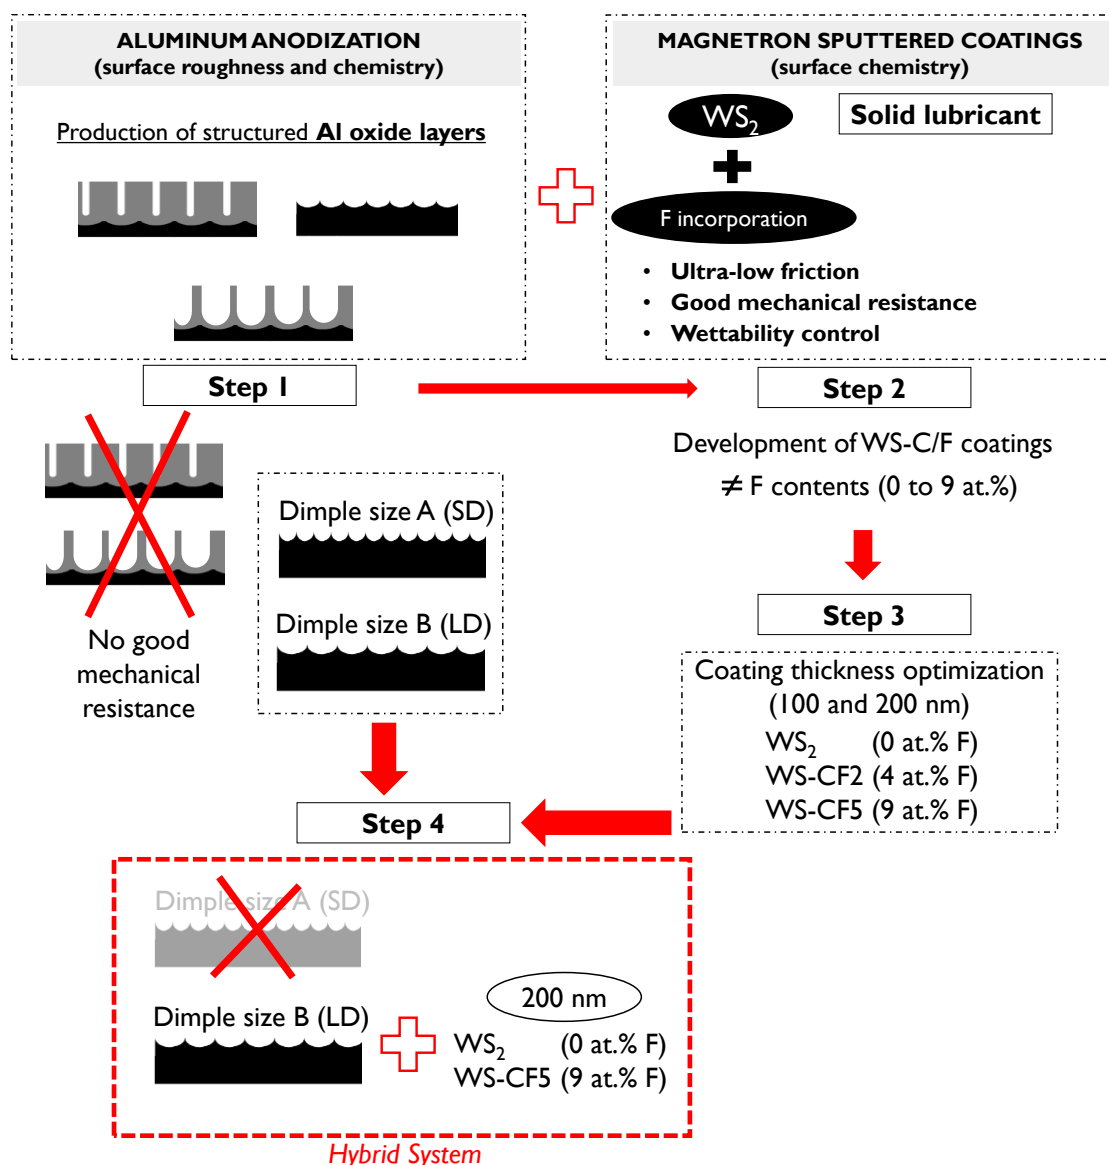 ALUMINUM ANODIZATION
(surface roughness and chemistry)
Production of structured Al oxide layers
MAGNETRON SPUTTERED COATINGS
(surface chemistry)
WS₂
Solid lubricant
F incorporation
• Ultra-low friction
• Good mechanical resistance
• Wettability control
Step 1
Step 2
Development of WS-C/F coatings
≠ F contents (0 to 9 at.%)
No good
mechanical
resistance
Dimple size A (SD)
Dimple size B (LD)
Step 3
Coating thickness optimization
(100 and 200 nm)
WS₂ (0 at.% F)
WS-CF2 (4 at.% F)
WS-CF5 (9 at.% F)
Step 4
Dimple size A (SD)
Dimple size B (LD)
200 nm
WS₂ (0 at.% F)
WS-CF5 (9 at.% F)
Hybrid System